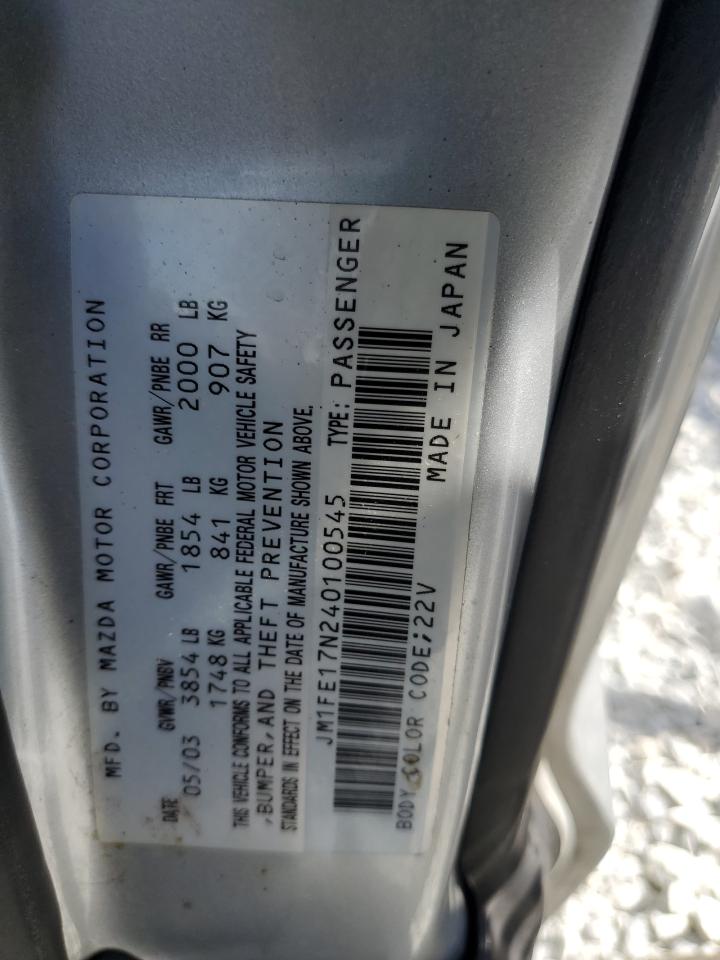 MFD. BY MAZDA MOTOR CORPORATION
DATE GVWR/PNBV GAWR/PNBE FRT GAWR/PNBE RR
05/03 3854 LB 1854 LB 2000 LB
1748 KG 841 KG 907 KG
THIS VEHICLE CONFORMS TO ALL APPLICABLE FEDERAL MOTOR VEHICLE SAFETY
,BUMPER,AND THEFT PREVENTION
STANDARDS IN EFFECT ON THE DATE OF MANUFACTURE SHOWN ABOVE.
JM1FE17N240100545 TYPE: PASSENGER
BODY COLOR CODE;22V MADE IN JAPAN